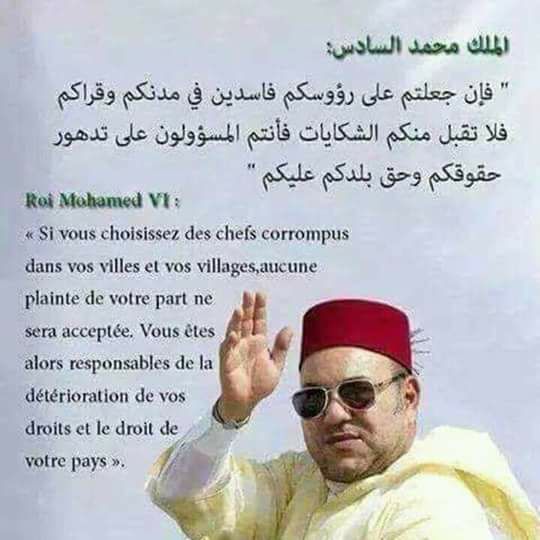 الملك محمد السادس:
" فإن جعلتم على رؤوسكم فاسدين في مدنكم وقراكم
فلا تقبل منكم الشكايات فأنتم المسؤولون على تدهور
حقوقكم وحق بلدكم عليكم "
Roi Mohamed VI :
« Si vous choisissez des chefs corrompus
dans vos villes et vos villages,aucune
plainte de votre part ne
sera acceptée. Vous êtes
alors responsables de la
détérioration de vos
droits et le droit de
votre pays ».